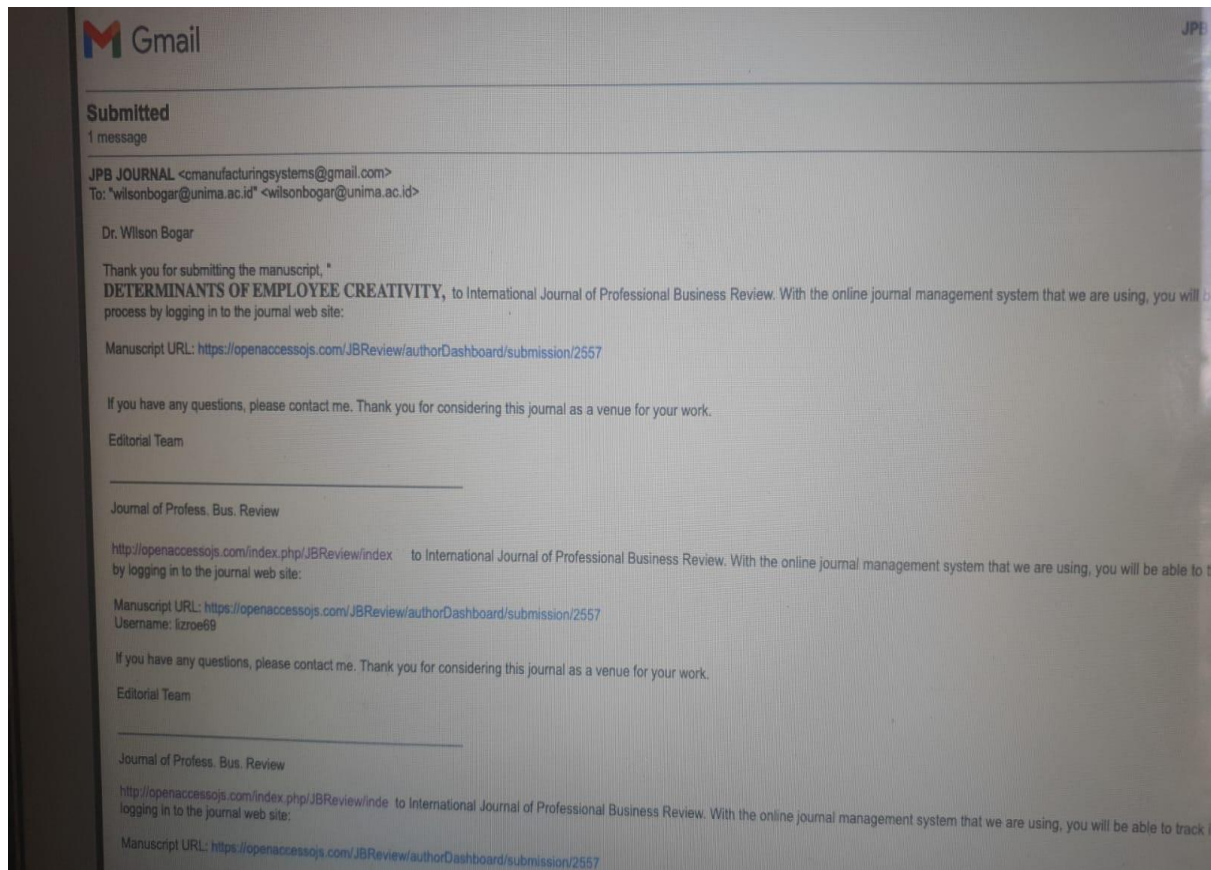 Gmail
JPB
Submitted
1 message
JPB JOURNAL <cmanufacturingsystems@gmail.com>
To: "wilsonbogar@unima.ac.id" <wilsonbogar@unima.ac.id>
Dr. Wilson Bogar
Thank you for submitting the manuscript, "
DETERMINANTS OF EMPLOYEE CREATIVITY, to International Journal of Professional Business Review. With the online journal management system that we are using, you will
process by logging in to the journal web site:
Manuscript URL: https://openaccessojs.com/JBReview/authorDashboard/submission/2557
If you have any questions, please contact me. Thank you for considering this journal as a venue for your work.
Editorial Team
Journal of Profess. Bus. Review
http://openaccessojs.com/index.php/JBReview/index to International Journal of Professional Business Review. With the online journal management system that we are using, you will be able to
by logging in to the journal web site:
Manuscript URL: https://openaccessojs.com/JBReview/authorDashboard/submission/2557
Username: lizroe69
If you have any questions, please contact me. Thank you for considering this journal as a venue for your work.
Editorial Team
Journal of Profess. Bus. Review
http://openaccessojs.com/index.php/JBReview/inde to International Journal of Professional Business Review. With the online journal management system that we are using, you will be able to track
logging in to the journal web site:
Manuscript URL: https://openaccessojs.com/JBReview/authorDashboard/submission/2557